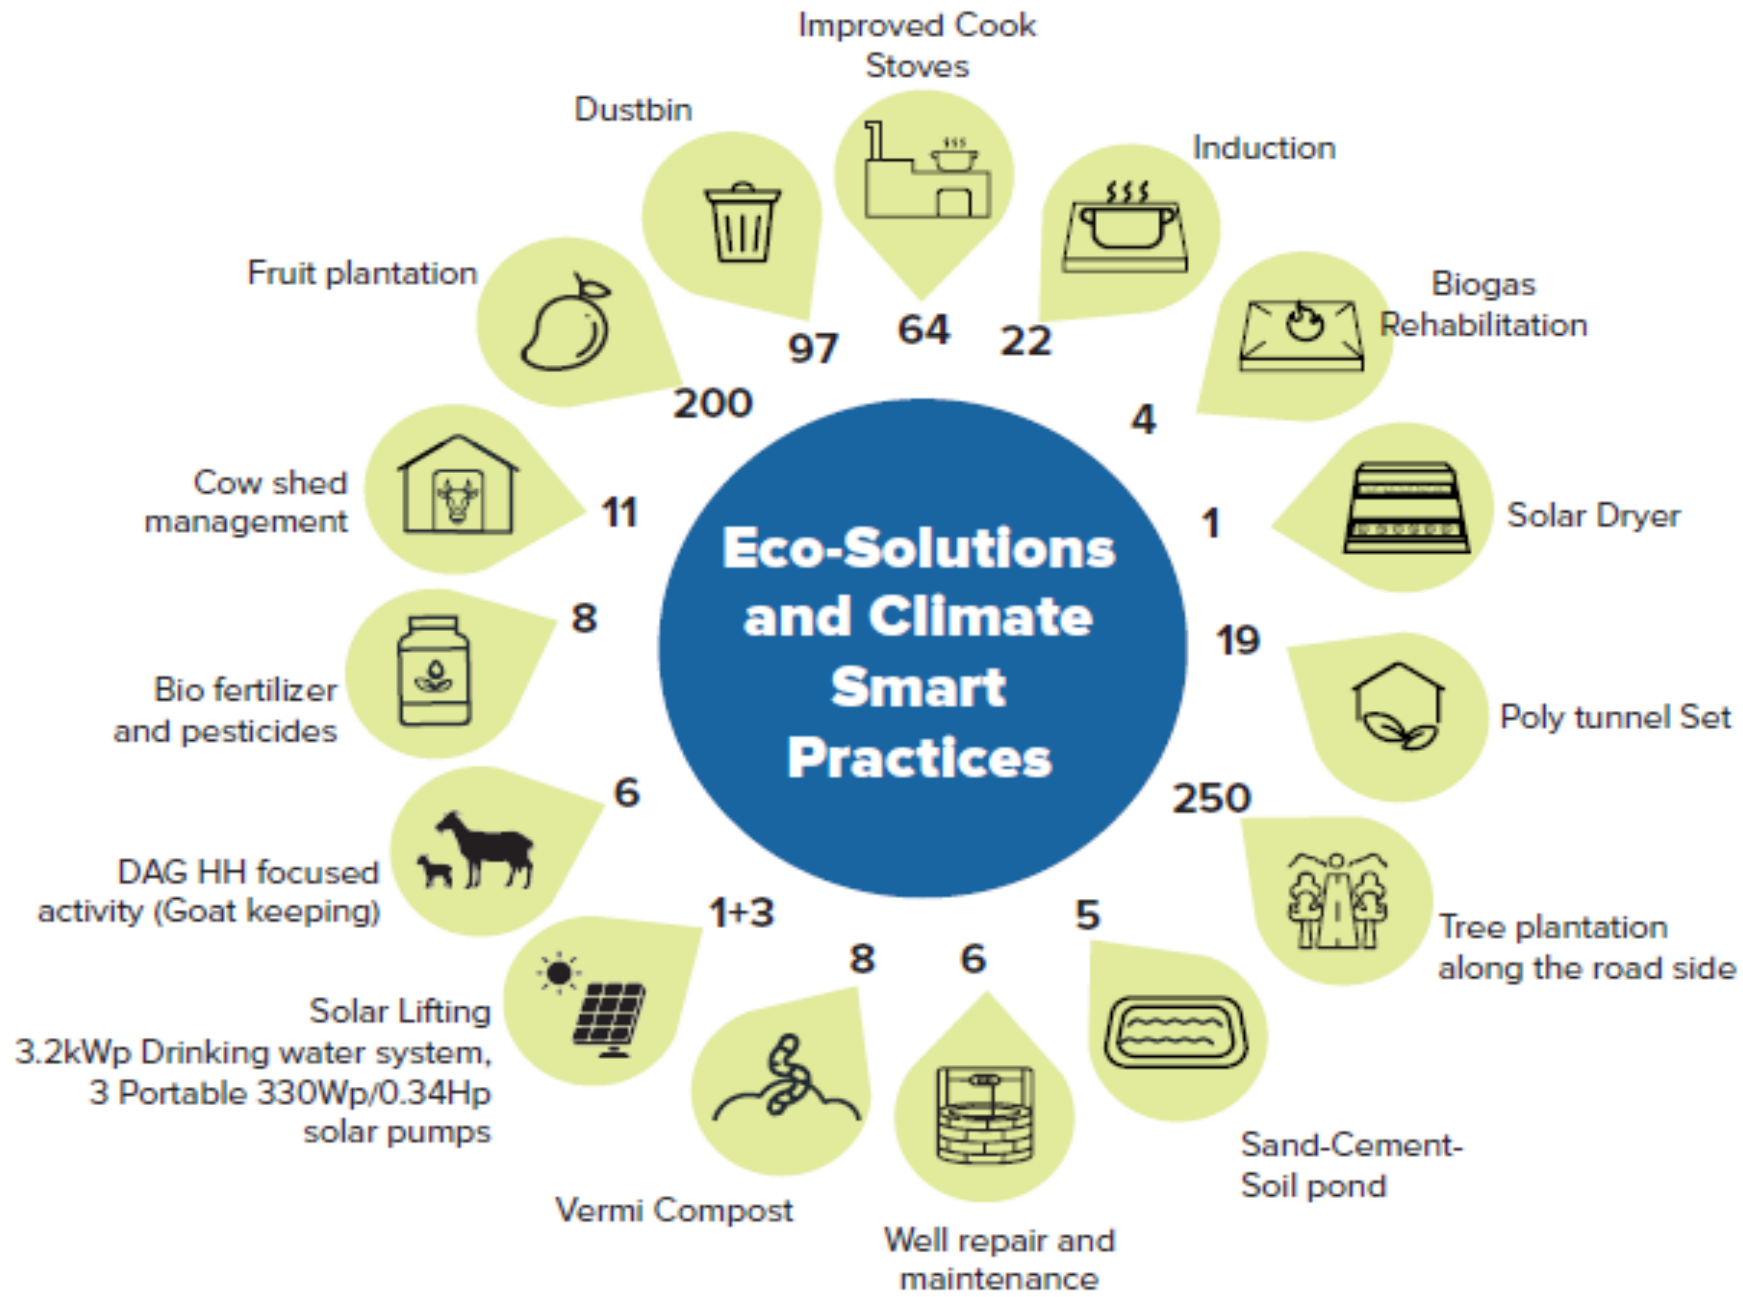 Improved Cook
Stoves
64
Induction
22
Biogas
Rehabilitation
4
Solar Dryer
1
Poly tunnel Set
19
Tree plantation
along the road side
250
Sand-Cement-
Soil pond
5
Well repair and
maintenance
6
Vermi Compost
8
Solar Lifting
3.2kWp Drinking water system,
3 Portable 330Wp/0.34Hp
solar pumps
1+3
DAG HH focused
activity (Goat keeping)
6
Bio fertilizer
and pesticides
8
Cow shed
management
11
Fruit plantation
200
Dustbin
97
Eco-Solutions
and Climate
Smart
Practices